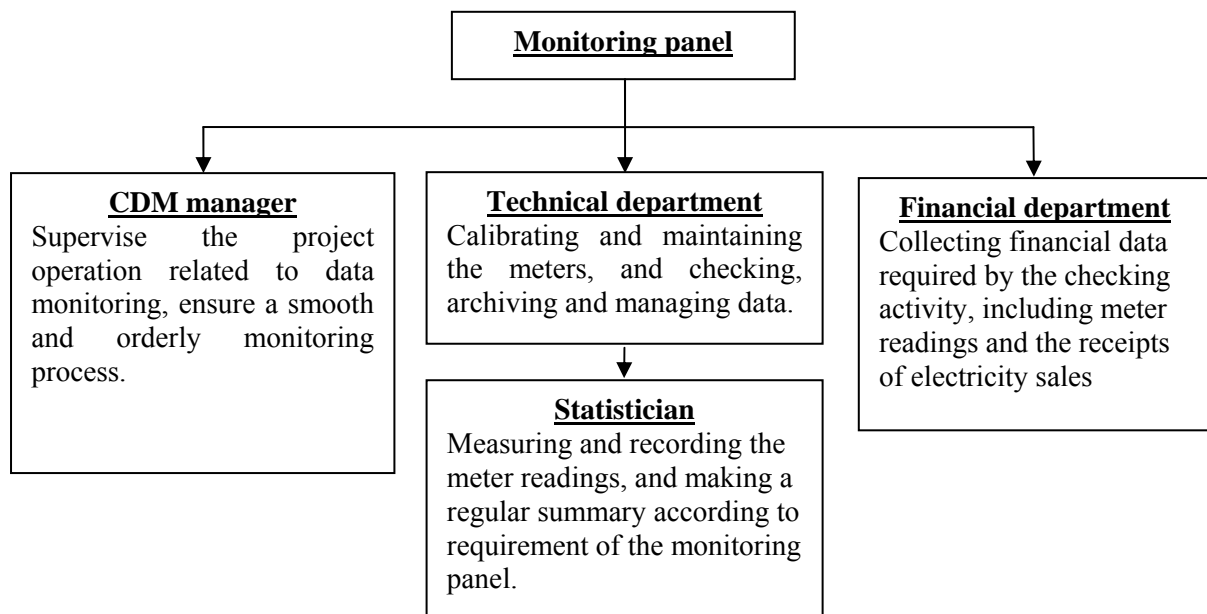 Monitoring panel
CDM manager
Supervise the project
operation related to data
monitoring, ensure a smooth
and orderly monitoring
process.
Technical department
Calibrating and maintaining
the meters, and checking,
archiving and managing data.
Financial department
Collecting financial data
required by the checking
activity, including meter
readings and the receipts
of electricity sales
Statistician
Measuring and recording the
meter readings, and making a
regular summary according to
requirement of the monitoring
panel.